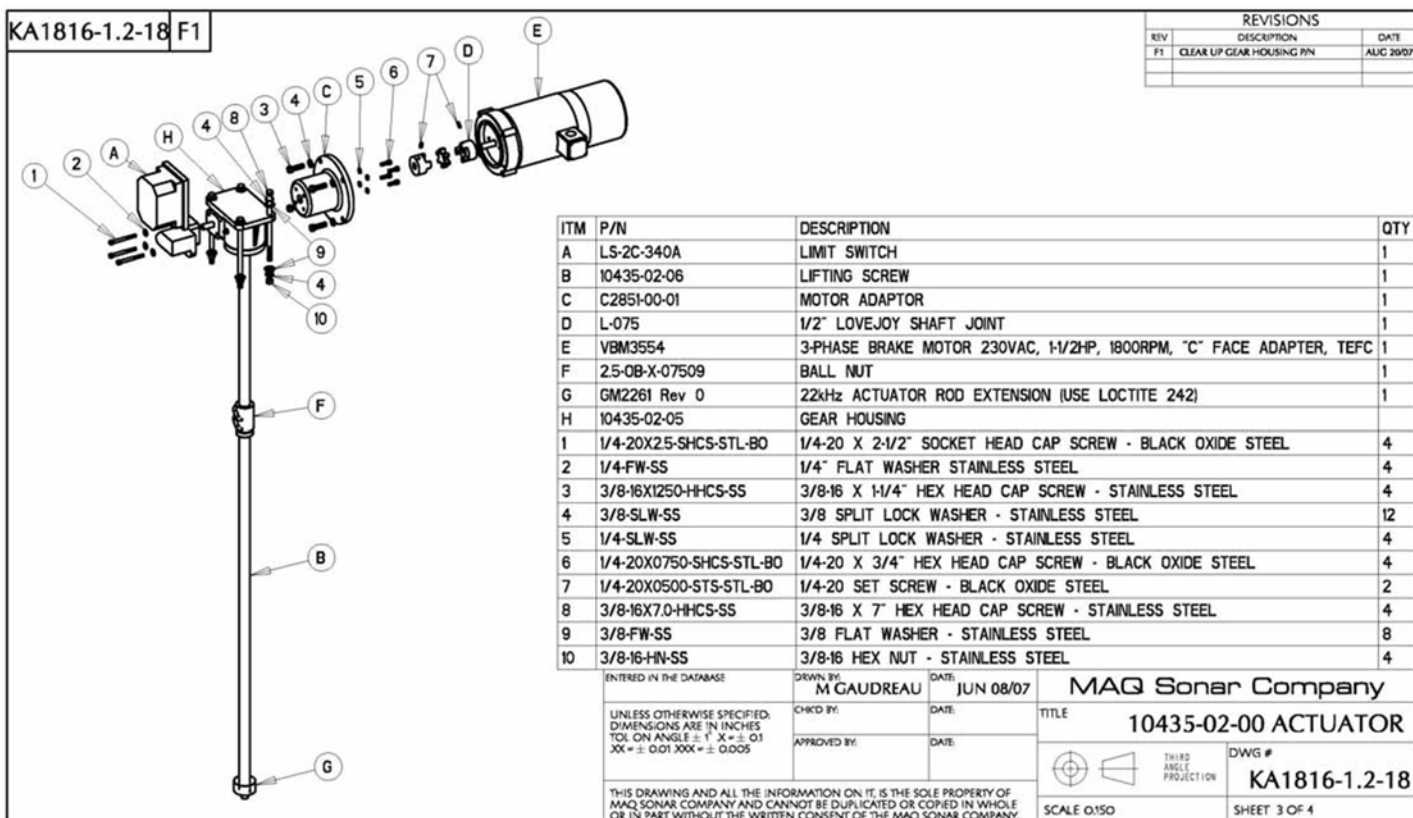 KA1816-1.2-18 F1
REVISIONS
REV DESCRIPTION DATE
F1 CLEAR UP GEAR HOUSING P/N AUG 20/07
E
D
7
6
5
C
4
3
8
4
H
A
2
1
9
4
10
F
B
G
ITM P/N DESCRIPTION QTY
A LS-2C-340A LIMIT SWITCH 1
B 10435-02-06 LIFTING SCREW 1
C C2851-00-01 MOTOR ADAPTOR 1
D L-075 1/2" LOVEJOY SHAFT JOINT 1
E VBM3554 3-PHASE BRAKE MOTOR 230VAC, 1-1/2HP, 1800RPM, "C" FACE ADAPTER, TEFC 1
F 2.5-0B-X-07509 BALL NUT 1
G GM2261 Rev 0 22kHz ACTUATOR ROD EXTENSION (USE LOCTITE 242) 1
H 10435-02-05 GEAR HOUSING
1 1/4-20X2.5-SHCS-STL-BO 1/4-20 X 2-1/2" SOCKET HEAD CAP SCREW - BLACK OXIDE STEEL 4
2 1/4-FW-SS 1/4" FLAT WASHER STAINLESS STEEL 4
3 3/8-16X1250-HHCS-SS 3/8-16 X 1-1/4" HEX HEAD CAP SCREW - STAINLESS STEEL 4
4 3/8-SLW-SS 3/8 SPLIT LOCK WASHER - STAINLESS STEEL 12
5 1/4-SLW-SS 1/4 SPLIT LOCK WASHER - STAINLESS STEEL 4
6 1/4-20X0750-SHCS-STL-BO 1/4-20 X 3/4" HEX HEAD CAP SCREW - BLACK OXIDE STEEL 4
7 1/4-20X0500-STS-STL-BO 1/4-20 SET SCREW - BLACK OXIDE STEEL 2
8 3/8-16X7.0-HHCS-SS 3/8-16 X 7" HEX HEAD CAP SCREW - STAINLESS STEEL 4
9 3/8-FW-SS 3/8 FLAT WASHER - STAINLESS STEEL 8
10 3/8-16-HN-SS 3/8-16 HEX NUT - STAINLESS STEEL 4
ENTERED IN THE DATABASE
DRWN BY: M GAUDREAU DATE: JUN 08/07
CHK'D BY: DATE:
APPROVED BY: DATE:
UNLESS OTHERWISE SPECIFIED:
DIMENSIONS ARE IN INCHES
TOL ON ANGLE ± 1° .X = ± 0.1
.XX = ± 0.01 .XXX = ± 0.005
THIS DRAWING AND ALL THE INFORMATION ON IT, IS THE SOLE PROPERTY OF
MAQ SONAR COMPANY AND CANNOT BE DUPLICATED OR COPIED IN WHOLE
OR IN PART WITHOUT THE WRITTEN CONSENT OF THE MAQ SONAR COMPANY.
MAQ Sonar Company
TITLE
10435-02-00 ACTUATOR
THIRD
ANGLE
PROJECTION
DWG #
KA1816-1.2-18
SCALE 0.150
SHEET 3 OF 4